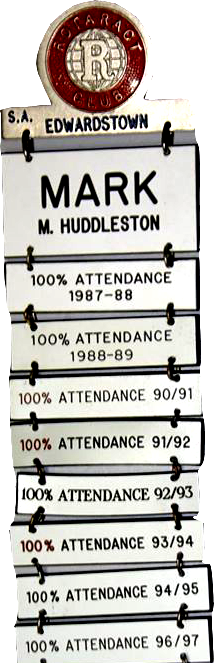 ROTARACT
R
CLUB
S.A. EDWARDSTOWN
MARK
M. HUDDLESTON
100% ATTENDANCE
1987-88
100% ATTENDANCE
1988-89
100% ATTENDANCE 90/91
100% ATTENDANCE 91/92
100% ATTENDANCE 92/93
100% ATTENDANCE 93/94
100% ATTENDANCE 94/95
100% ATTENDANCE 96/97